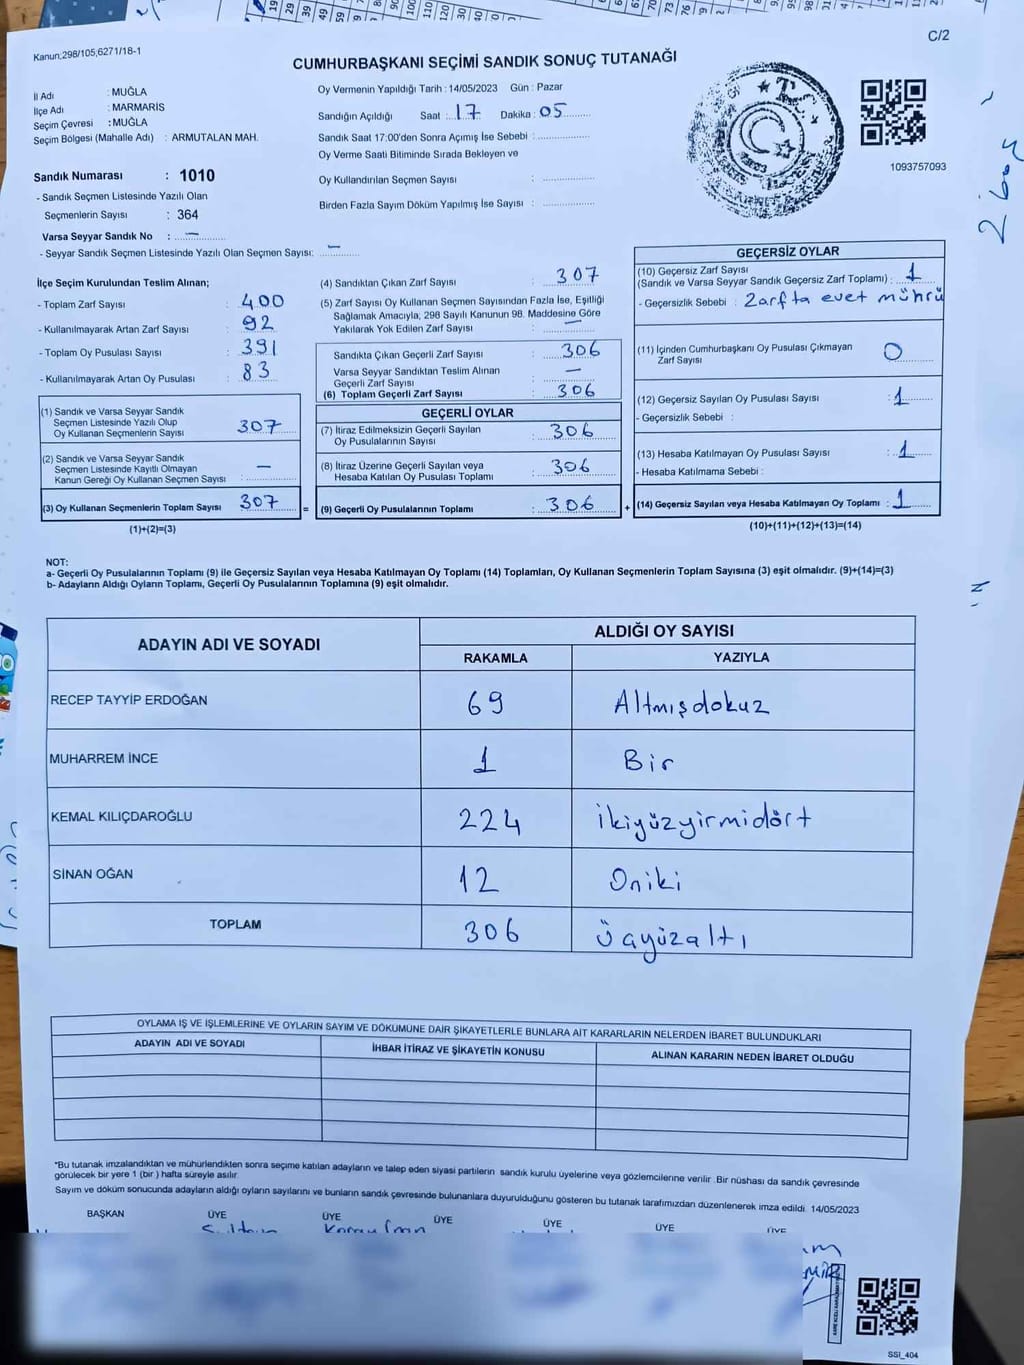 C/2
Kanun;298/105;6271/18-1
CUMHURBAŞKANI SEÇİMİ SANDIK SONUÇ TUTANAĞI
İl Adı : MUĞLA
İlçe Adı : MARMARİS
Seçim Çevresi : MUĞLA
Seçim Bölgesi (Mahalle Adı) : ARMUTALAN MAH.
Oy Vermenin Yapıldığı Tarih : 14/05/2023 Gün : Pazar
Sandığın Açıldığı Saat : 17 Dakika : 05
Sandık Saat 17:00'den Sonra Açımış İse Sebebi :
Oy Verme Saati Bitiminde Sırada Bekleyen ve
Oy Kullandırılan Seçmen Sayısı :
Birden Fazla Sayım Döküm Yapılmış İse Sayısı :
1093757093
Sandık Numarası : 1010
- Sandık Seçmen Listesinde Yazılı Olan
Seçmenlerin Sayısı : 364
Varsa Seyyar Sandık No : —
- Seyyar Sandık Seçmen Listesinde Yazılı Olan Seçmen Sayısı: —
İlçe Seçim Kurulundan Teslim Alınan;
- Toplam Zarf Sayısı : 400
- Kullanılmayarak Artan Zarf Sayısı : 92
- Toplam Oy Pusulası Sayısı : 391
- Kullanılmayarak Artan Oy Pusulası : 83
(1) Sandık ve Varsa Seyyar Sandık
Seçmen Listesinde Yazılı Olup
Oy Kullanan Seçmenlerin Sayısı : 307
(2) Sandık ve Varsa Seyyar Sandık
Seçmen Listesinde Kayıtlı Olmayan
Kanun Gereği Oy Kullanan Seçmen Sayısı : —
(3) Oy Kullanan Seçmenlerin Toplam Sayısı 307
(1)+(2)=(3)
(4) Sandıktan Çıkan Zarf Sayısı : 307
(5) Zarf Sayısı Oy Kullanan Seçmen Sayısından Fazla İse, Eşitliği
Sağlamak Amacıyla; 298 Sayılı Kanunun 98. Maddesine Göre
Yakılarak Yok Edilen Zarf Sayısı : —
Sandıkta Çıkan Geçerli Zarf Sayısı : 306
Varsa Seyyar Sandıktan Teslim Alınan
Geçerli Zarf Sayısı : —
(6) Toplam Geçerli Zarf Sayısı : 306
GEÇERLİ OYLAR
(7) İtiraz Edilmeksizin Geçerli Sayılan
Oy Pusulalarının Sayısı : 306
(8) İtiraz Üzerine Geçerli Sayılan veya
Hesaba Katılan Oy Pusulası Toplamı : 306
= (9) Geçerli Oy Pusulalarının Toplamı : 306 +
GEÇERSİZ OYLAR
(10) Geçersiz Zarf Sayısı
(Sandık ve Varsa Seyyar Sandık Geçersiz Zarf Toplamı) : 1
- Geçersizlik Sebebi : Zarfta evet mührü
(11) İçinden Cumhurbaşkanı Oy Pusulası Çıkmayan
Zarf Sayısı 0
(12) Geçersiz Sayılan Oy Pusulası Sayısı : 1
- Geçersizlik Sebebi :
(13) Hesaba Katılmayan Oy Pusulası Sayısı : 1
- Hesaba Katılmama Sebebi :
(14) Geçersiz Sayılan veya Hesaba Katılmayan Oy Toplamı : 1
(10)+(11)+(12)+(13)=(14)
NOT:
a- Geçerli Oy Pusulalarının Toplamı (9) ile Geçersiz Sayılan veya Hesaba Katılmayan Oy Toplamı (14) Toplamları, Oy Kullanan Seçmenlerin Toplam Sayısına (3) eşit olmalıdır. (9)+(14)=(3)
b- Adayların Aldığı Oyların Toplamı, Geçerli Oy Pusulalarının Toplamına (9) eşit olmalıdır.
ADAYIN ADI VE SOYADI ALDIĞI OY SAYISI
RAKAMLA YAZIYLA
RECEP TAYYİP ERDOĞAN 69 Altmışdokuz
MUHARREM İNCE 1 Bir
KEMAL KILIÇDAROĞLU 224 İkiyüzyirmidört
SİNAN OĞAN 12 Oniki
TOPLAM 306 Üçyüzaltı
OYLAMA İŞ VE İŞLEMLERİNE VE OYLARIN SAYIM VE DÖKÜMÜNE DAİR ŞİKAYETLERLE BUNLARA AİT KARARLARIN NELERDEN İBARET BULUNDUKLARI
ADAYIN ADI VE SOYADI İHBAR İTİRAZ VE ŞİKAYETİN KONUSU ALINAN KARARIN NEDEN İBARET OLDUĞU
*Bu tutanak imzalandıktan ve mühürlendikten sonra seçime katılan adayların ve talep eden siyasi partilerin sandık kurulu üyelerine veya gözlemcilerine verilir .Bir nüshası da sandık çevresinde
görülecek bir yere 1 (bir ) hafta süreyle asılır.
Sayım ve döküm sonucunda adayların aldığı oyların sayılarını ve bunların sandık çevresinde bulunanlara duyurulduğunu gösteren bu tutanak tarafımızdan düzenlenerek imza edildi. 14/05/2023
BAŞKAN ÜYE ÜYE ÜYE ÜYE ÜYE ÜYE
SSI_404